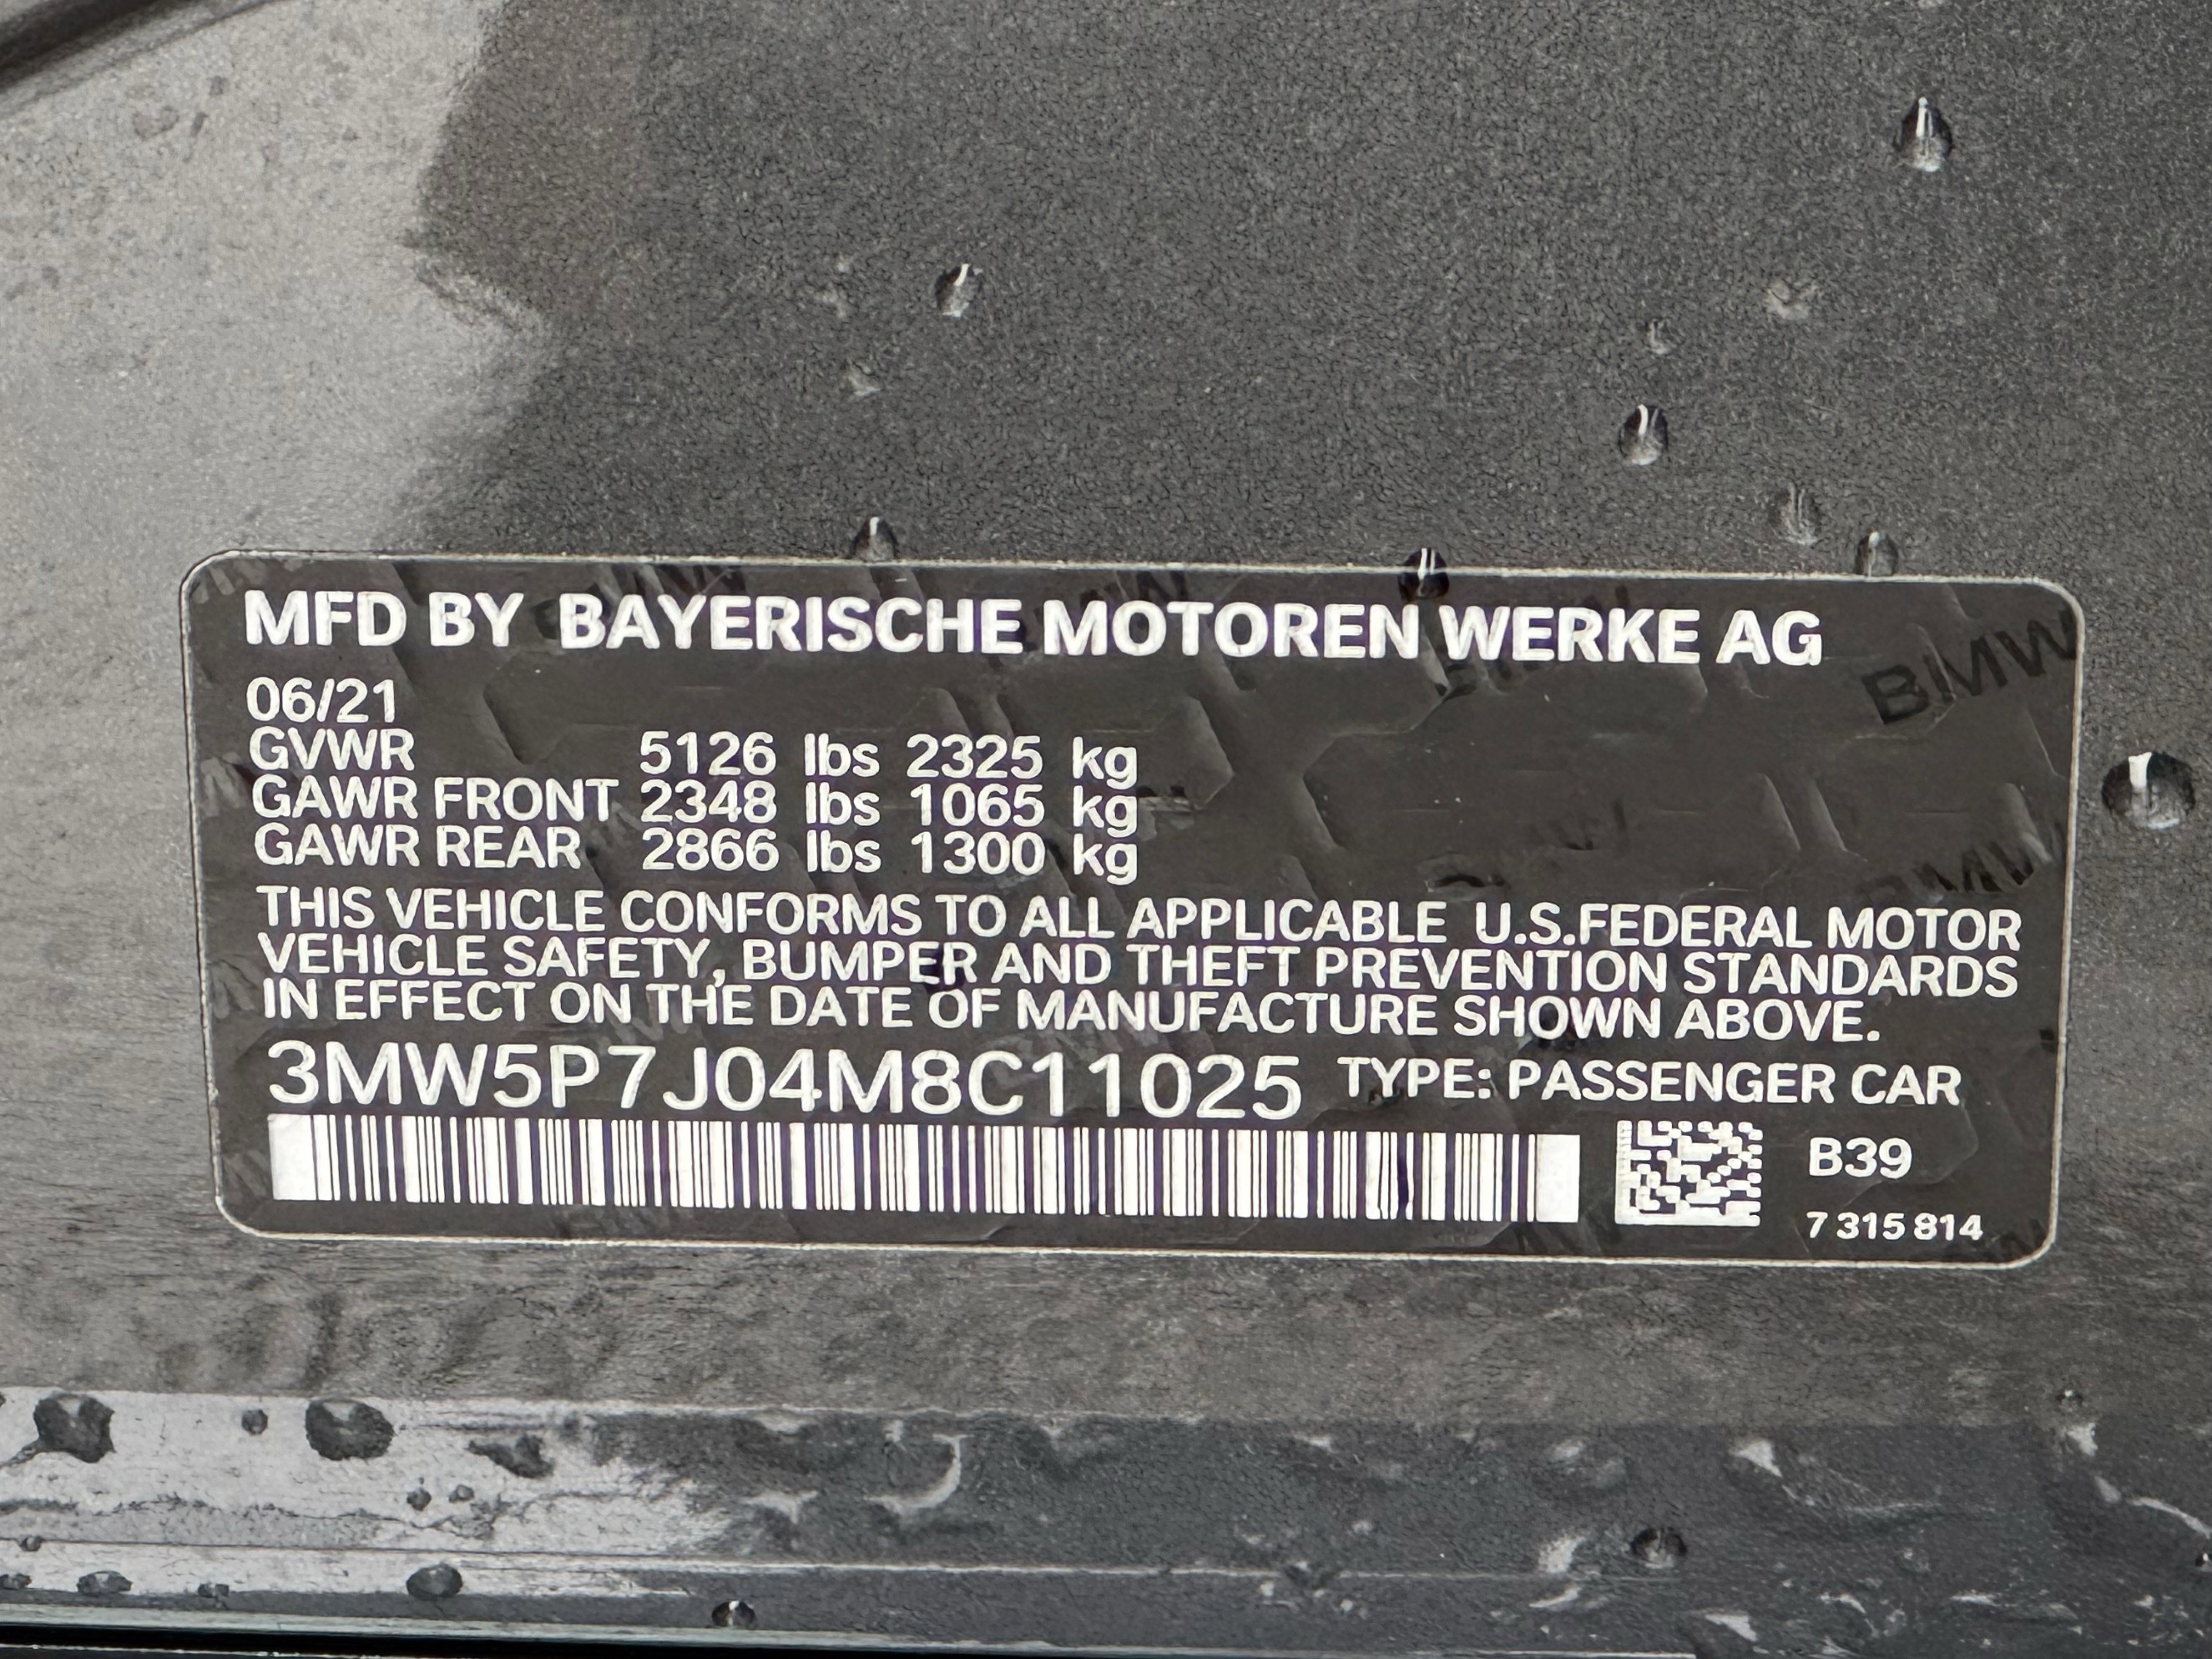 MFD BY BAYERISCHE MOTOREN WERKE AG
06/21
GVWR 5126 lbs 2325 kg
GAWR FRONT 2348 lbs 1065 kg
GAWR REAR 2866 lbs 1300 kg
THIS VEHICLE CONFORMS TO ALL APPLICABLE U.S.FEDERAL MOTOR
VEHICLE SAFETY, BUMPER AND THEFT PREVENTION STANDARDS
IN EFFECT ON THE DATE OF MANUFACTURE SHOWN ABOVE.
3MW5P7J04M8C11025 TYPE: PASSENGER CAR
B39
7 315 814
BMW
BMW